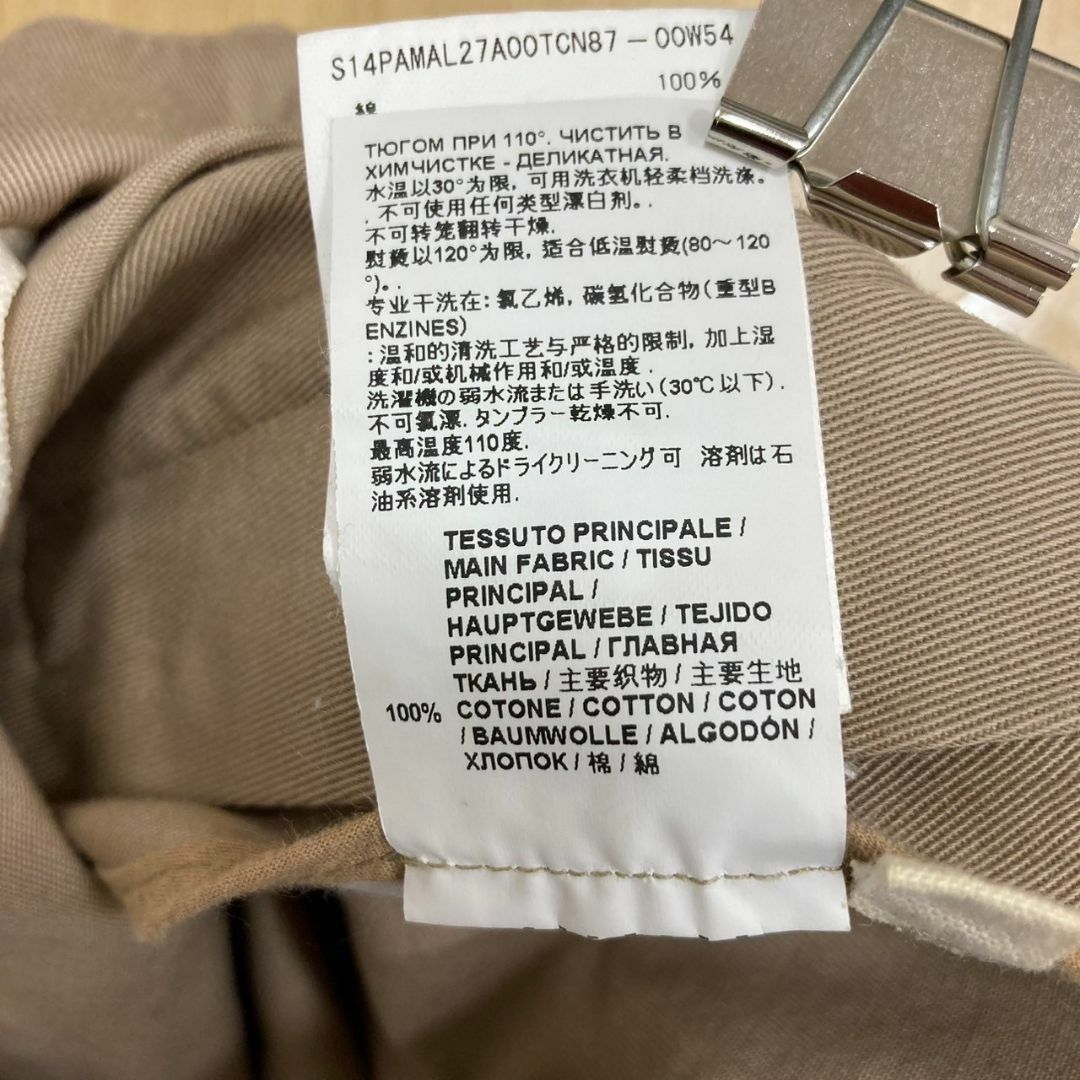 S14PAMAL27A00TCN87-00W54
100%
綿
ТЮГОМ ПРИ 110°. ЧИСТИТЬ В
ХИМЧИСТКЕ - ДЕЛИКАТНАЯ.
水温以30°为限, 可用洗衣机轻柔档洗涤。
. 不可使用任何类型漂白剂。.
不可转笼翻转干燥.
熨烫以120°为限, 适合低温熨烫(80～120
°)。.
专业干洗在: 氯乙烯, 碳氢化合物(重型B
ENZINES)
: 温和的清洗工艺与严格的限制, 加上湿
度和/或机械作用和/或温度.
洗濯機の弱水流または手洗い(30℃以下).
不可氯漂. タンブラー乾燥不可.
最高温度110度.
弱水流によるドライクリーニング可 溶剤は石
油系溶剤使用.
TESSUTO PRINCIPALE /
MAIN FABRIC / TISSU
PRINCIPAL /
HAUPTGEWEBE / TEJIDO
PRINCIPAL / ГЛАВНАЯ
ТКАНЬ / 主要织物 / 主要生地
100% COTONE / COTTON / COTON
/ BAUMWOLLE / ALGODÓN /
ХЛОПОК / 棉 / 綿